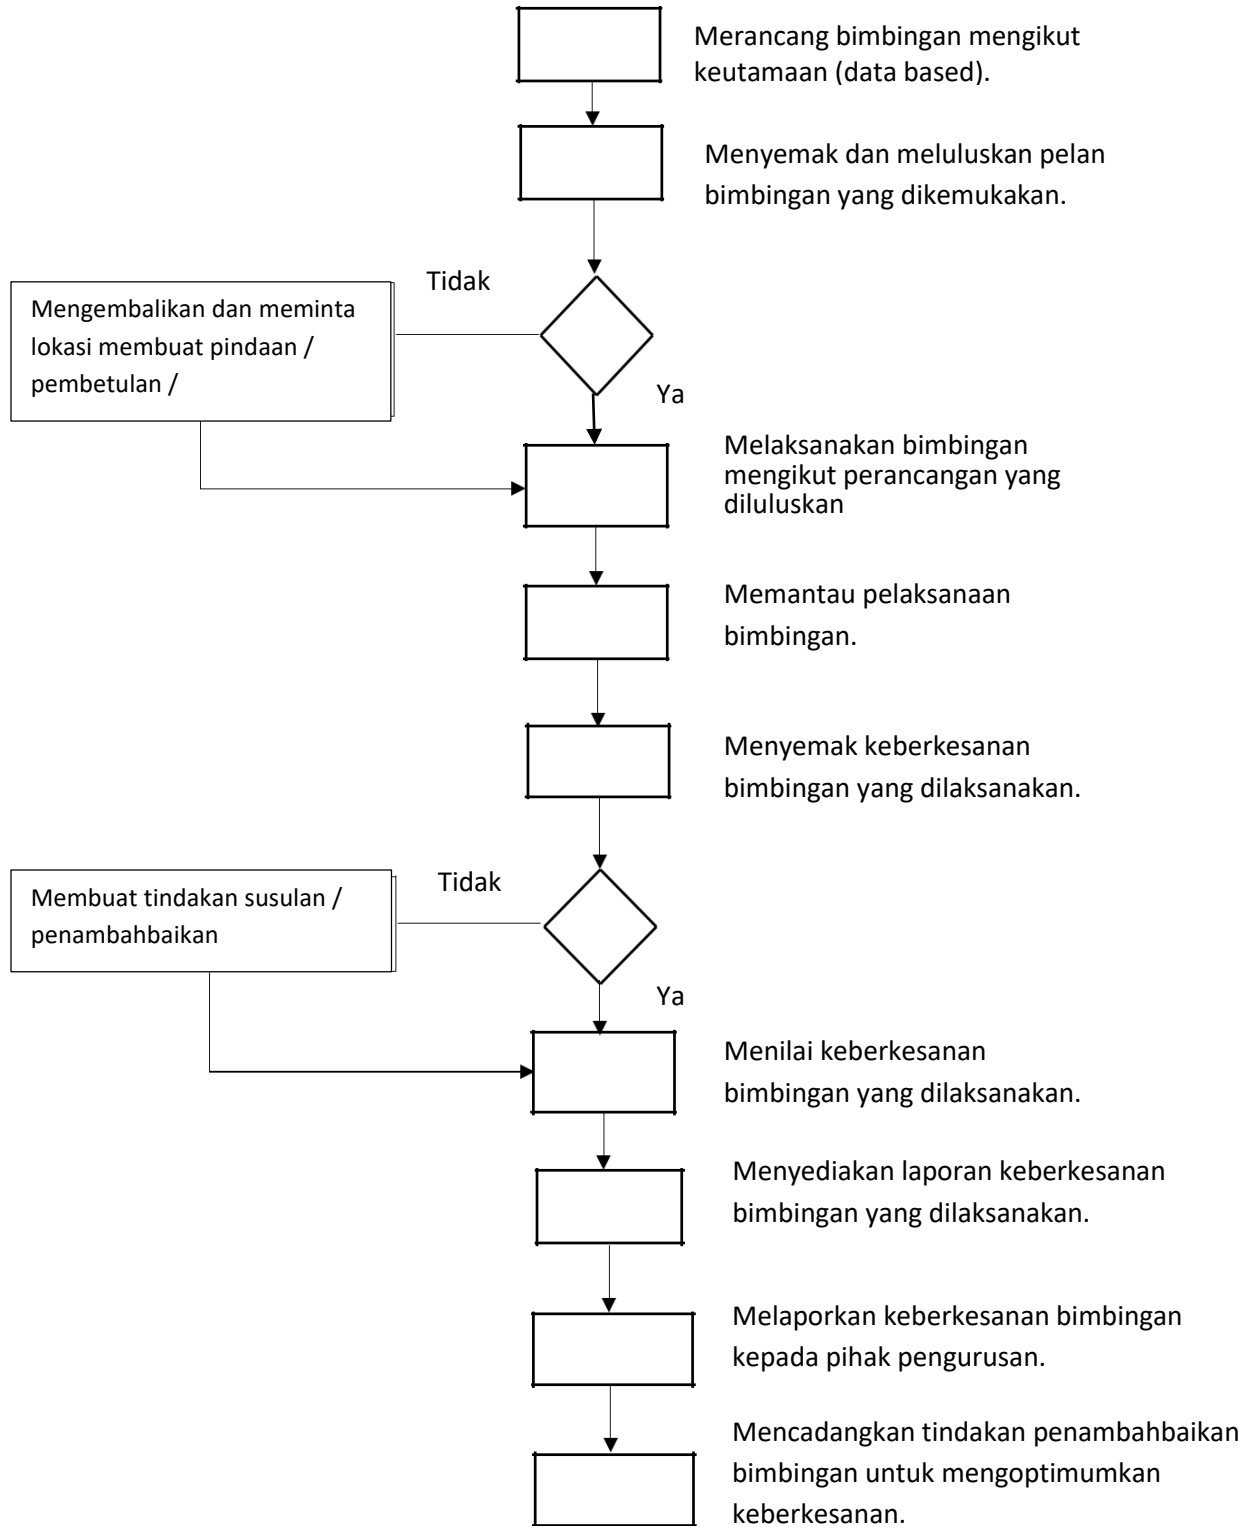 Merancang bimbingan mengikut
keutamaan (data based).
Menyemak dan meluluskan pelan
bimbingan yang dikemukakan.
Tidak
Mengembalikan dan meminta
lokasi membuat pindaan /
pembetulan /
Ya
Melaksanakan bimbingan
mengikut perancangan yang
diluluskan
Memantau pelaksanaan
bimbingan.
Menyemak keberkesanan
bimbingan yang dilaksanakan.
Tidak
Membuat tindakan susulan /
penambahbaikan
Ya
Menilai keberkesanan
bimbingan yang dilaksanakan.
Menyediakan laporan keberkesanan
bimbingan yang dilaksanakan.
Melaporkan keberkesanan bimbingan
kepada pihak pengurusan.
Mencadangkan tindakan penambahbaikan
bimbingan untuk mengoptimumkan
keberkesanan.